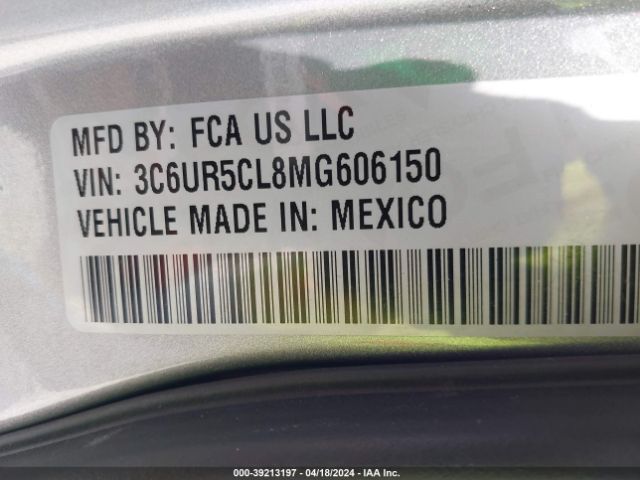 MFD BY: FCA US LLC
VIN: 3C6UR5CL8MG606150
VEHICLE MADE IN: MEXICO
000-39213197 - 04/18/2024 - IAA Inc.